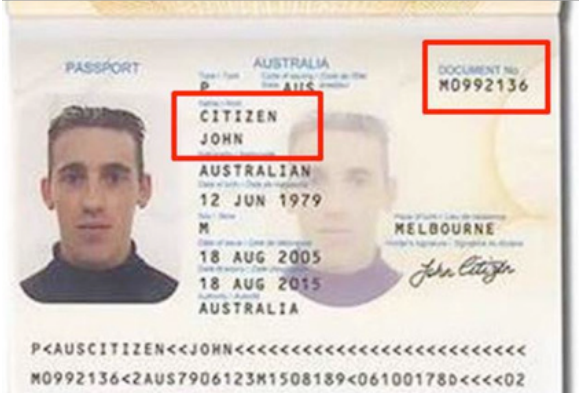 PASSPORT
AUSTRALIA
DOCUMENT No
P
AUS
M0992136
CITIZEN
JOHN
AUSTRALIAN
12 JUN 1979
M
MELBOURNE
18 AUG 2005
John Citizen
18 AUG 2015
AUSTRALIA
P<AUSCITIZEN<<JOHN<<<<<<<<<<<<<<<<<<<<<<<<<<
M0992136<2AUS7906123M1508189<06100178D<<<<02